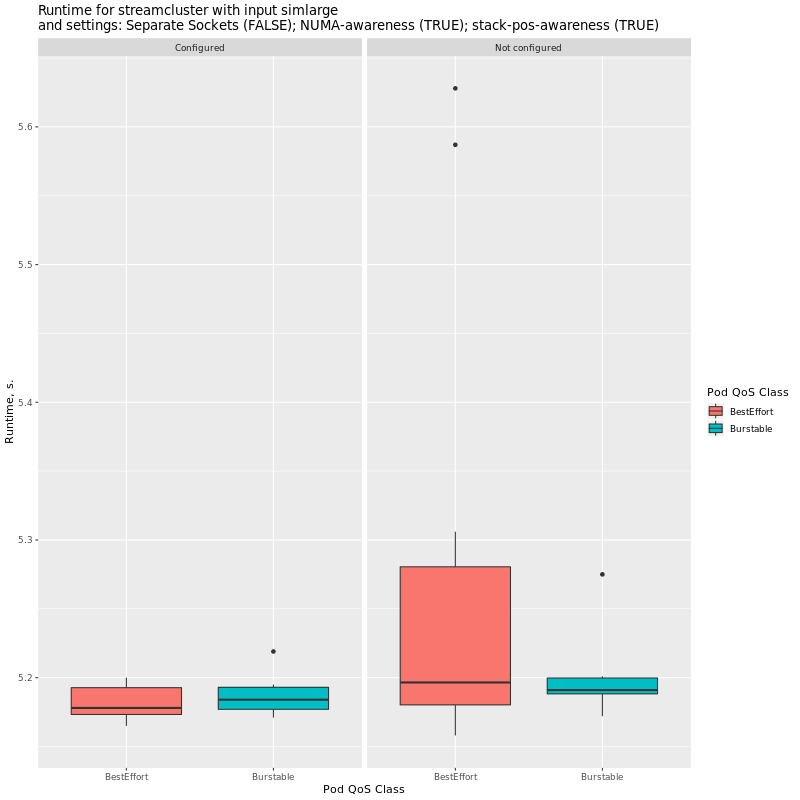 Runtime for streamcluster with input simlarge
and settings: Separate Sockets (FALSE); NUMA-awareness (TRUE); stack-pos-awareness (TRUE)
Configured
Not configured
5.6
5.5
5.4
5.3
5.2
Runtime, s.
BestEffort
Burstable
BestEffort
Burstable
Pod QoS Class
Pod QoS Class
BestEffort
Burstable